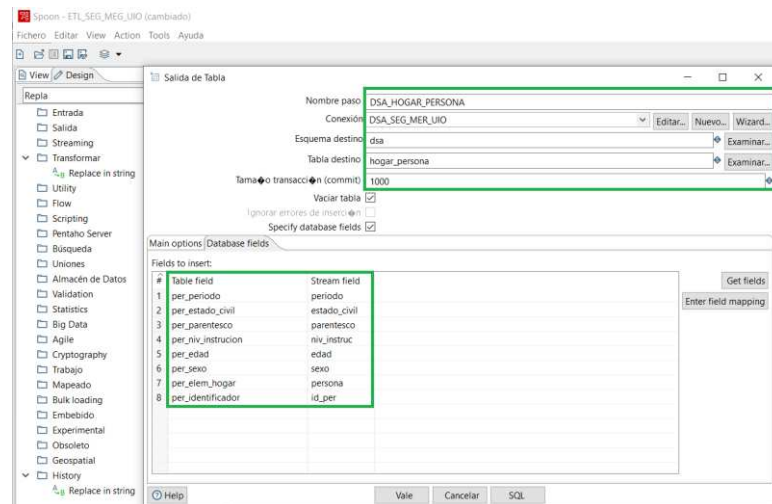 Spoon - ETL_SEG_MEG_UIO (cambiado)
Fichero Editar View Action Tools Ayuda
View Design
Repla
Entrada
Salida
Streaming
Transformar
Replace in string
Utility
Flow
Scripting
Pentaho Server
Búsqueda
Uniones
Almacén de Datos
Validation
Statistics
Big Data
Agile
Cryptography
Trabajo
Mapeado
Bulk loading
Embebido
Experimental
Obsoleto
Geospatial
History
Replace in string
Salida de Tabla
Nombre paso DSA_HOGAR_PERSONA
Conexión DSA_SEG_MER_UIO Editar... Nuevo... Wizard...
Esquema destino dsa Examinar...
Tabla destino hogar_persona Examinar...
Tama�o transacci�n (commit) 1000
Vaciar tabla
Ignorar errores de inserci�n
Specify database fields
Main options Database fields
Fields to insert:
# Table field Stream field
1 per_periodo periodo
2 per_estado_civil estado_civil
3 per_parentesco parentesco
4 per_niv_instrucion niv_instruc
5 per_edad edad
6 per_sexo sexo
7 per_elem_hogar persona
8 per_identificador id_per
Get fields
Enter field mapping
Help Vale Cancelar SQL